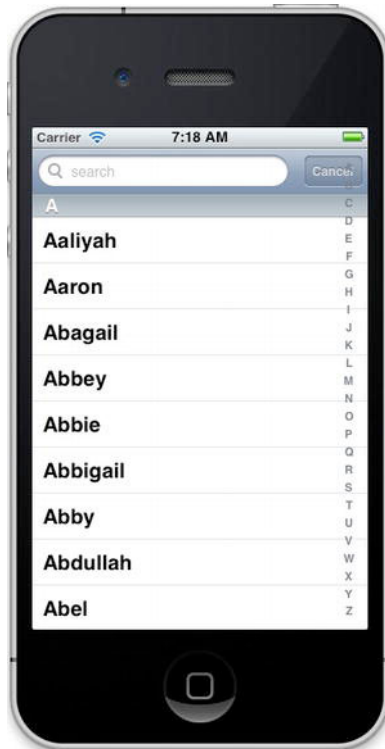 Carrier 7:18 AM
search Cancel
A
Aaliyah
Aaron
Abagail
Abbey
Abbie
Abbigail
Abby
Abdullah
Abel
C
D
E
F
G
H
I
J
K
L
M
N
O
P
Q
R
S
T
U
V
W
X
Y
Z